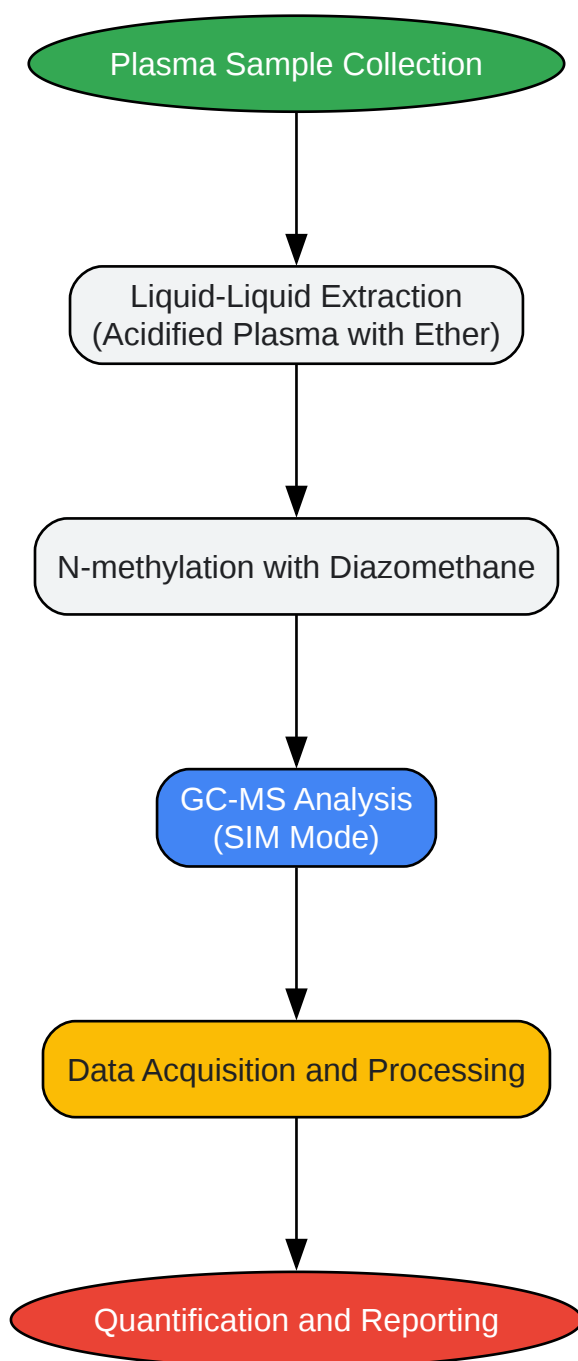 Plasma Sample Collection
Liquid-Liquid Extraction
(Acidified Plasma with Ether)
N-methylation with Diazomethane
GC-MS Analysis
(SIM Mode)
Data Acquisition and Processing
Quantification and Reporting